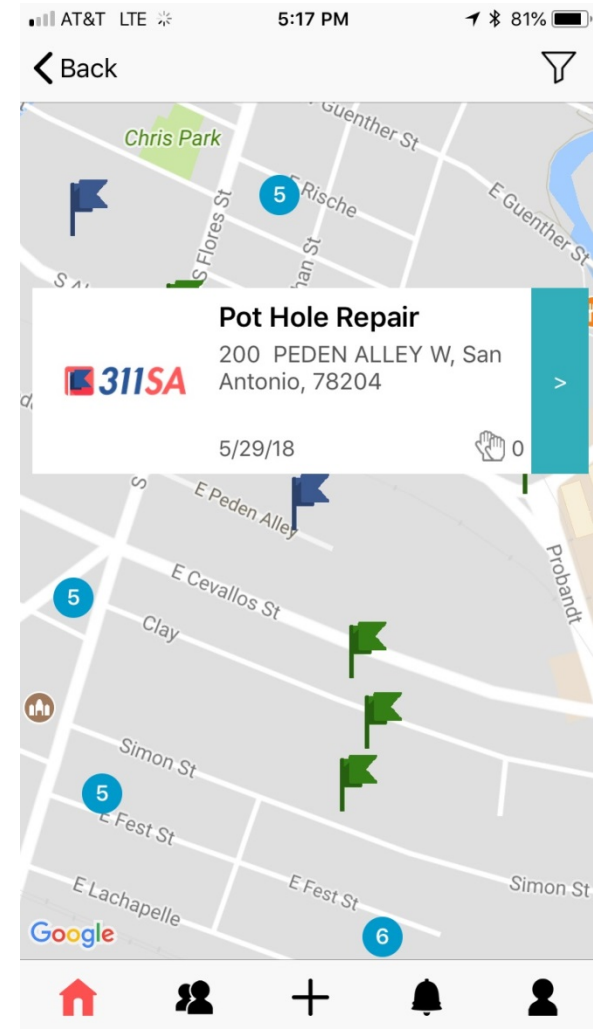 AT&T LTE 5:17 PM 81%
Back
E Guenther St
Chris Park
5
E Rische
E Guenther St
S Flores St
Pot Hole Repair
200 PEDEN ALLEY W, San
Antonio, 78204
311SA
>
5/29/18
0
S
E Peden Alley
Probandt
E Cevallos St
5
Clay
Simon St
5
E Fest St
E Lachapelle
E Fest St
Simon St
Google
6